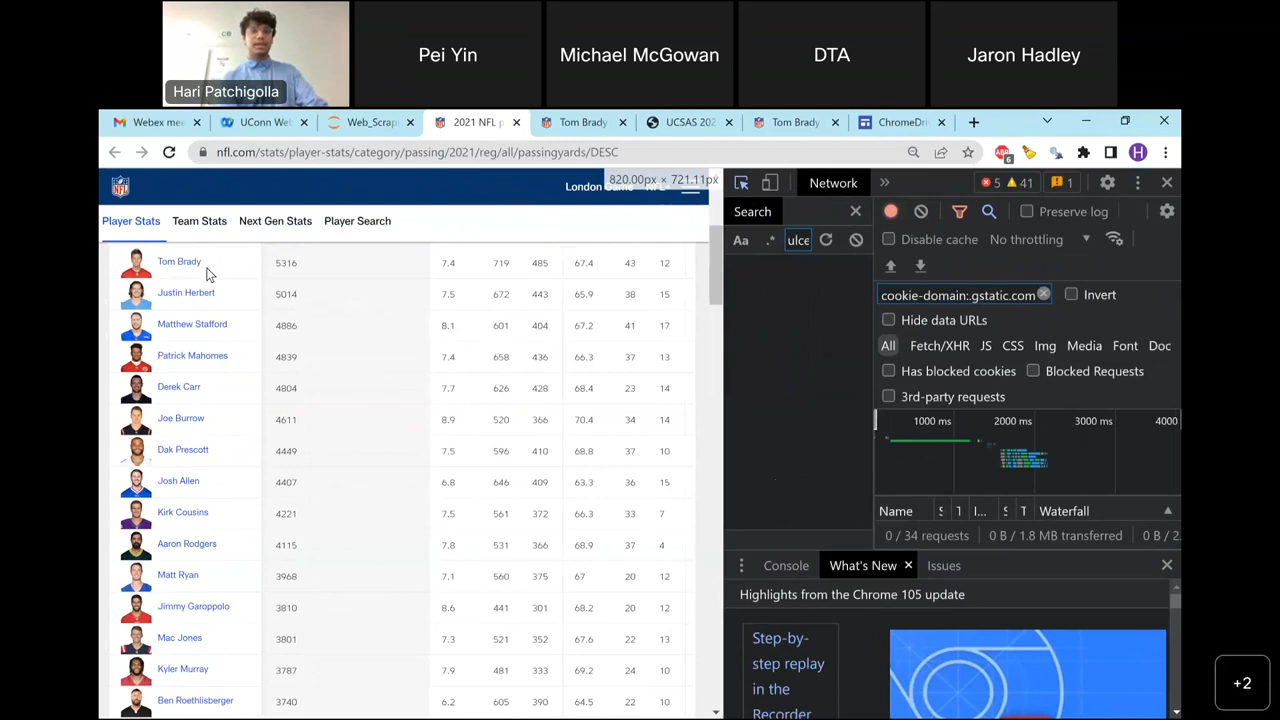 CB
Hari Patchigolla
Pei Yin
Michael McGowan
DTA
Jaron Hadley
Webex mee
UConn Web
Web_Scrap
2021 NFL p
Tom Brady
UCSAS 202
Tom Brady
ChromeDri
nfl.com/stats/player-stats/category/passing/2021/reg/all/passingyards/DESC
6
H
820.00px × 721.11px
NFL
London
Player Stats Team Stats Next Gen Stats Player Search
Tom Brady 5316 7.4 719 485 67.4 43 12
Justin Herbert 5014 7.5 672 443 65.9 38 15
Matthew Stafford 4886 8.1 601 404 67.2 41 17
Patrick Mahomes 4839 7.4 658 436 66.3 37 13
Derek Carr 4804 7.7 626 428 68.4 23 14
Joe Burrow 4611 8.9 520 366 70.4 34 14
Dak Prescott 4449 7.5 596 410 68.8 37 10
Josh Allen 4407 6.8 646 409 63.3 36 15
Kirk Cousins 4221 7.5 561 372 66.3 33 7
Aaron Rodgers 4115 7.8 531 366 68.9 37 4
Matt Ryan 3968 7.1 560 375 67 20 12
Jimmy Garoppolo 3810 8.6 441 301 68.2 20 12
Mac Jones 3801 7.3 521 352 67.6 22 13
Kyler Murray 3787 7.9 481 333 69.2 24 10
Ben Roethlisberger 3740 6.2 605 390 64.5 22 10
Network
5 41 1
Search
Aa .* ulce
Preserve log
Disable cache No throttling
cookie-domain:.gstatic.com Invert
Hide data URLs
All Fetch/XHR JS CSS Img Media Font Doc
Has blocked cookies Blocked Requests
3rd-party requests
1000 ms 2000 ms 3000 ms 4000
Name S T I... S T Waterfall
0 / 34 requests 0 B / 1.8 MB transferred 0 B / 2.
Console What's New Issues
Highlights from the Chrome 105 update
Step-by-
step replay
in the
Recorder
+2